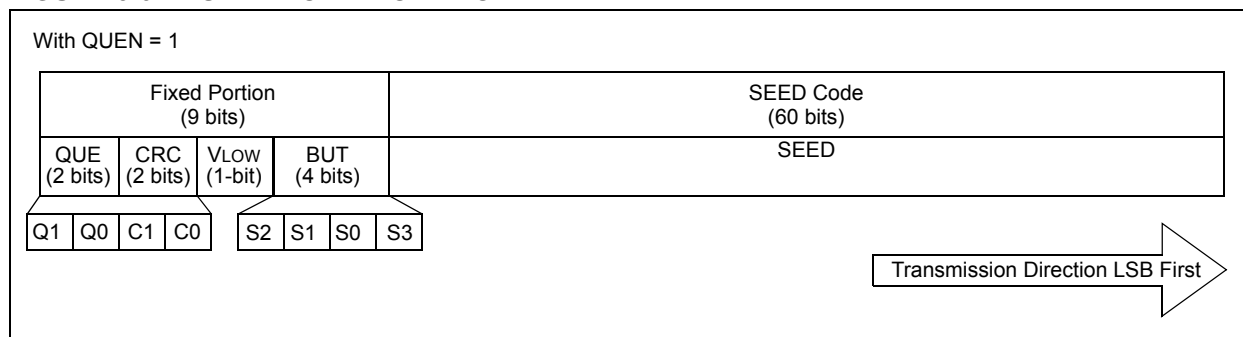 With QUEN = 1
Fixed Portion
(9 bits)
SEED Code
(60 bits)
QUE
(2 bits)
CRC
(2 bits)
VLOW
(1-bit)
BUT
(4 bits)
SEED
Q1 Q0 C1 C0
S2 S1 S0 S3
Transmission Direction LSB First